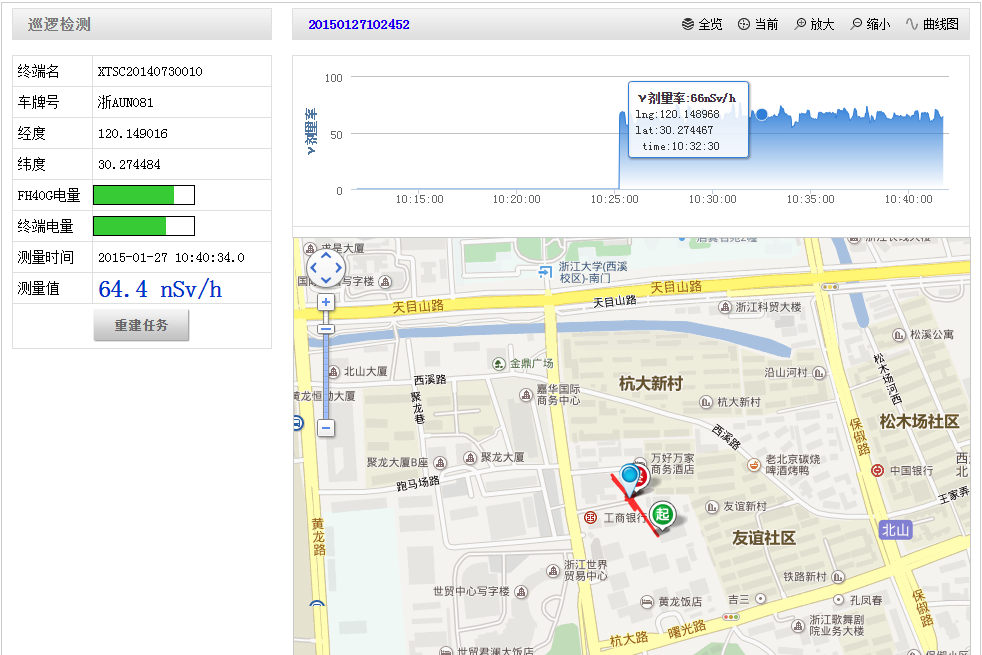 巡逻检测
20150127102452
全览
当前
放大
缩小
曲线图
终端名 XTSC20140730010
车牌号 浙AUN081
经度 120.149016
纬度 30.274484
FH40G电量
终端电量
测量时间 2015-01-27 10:40:34.0
测量值 64.4 nSv/h
重建任务
γ剂量率
100
50
0
γ剂量率:66nSv/h
lng:120.148968
lat:30.274467
time:10:32:30
10:15:00
10:20:00
10:25:00
10:30:00
10:35:00
10:40:00
求是大厦
浙江大学(西溪
校区)-南门
天目山路
天目山路
天目山路
浙江科贸大楼
松溪公寓
金鼎广场
北山大厦
西溪路
聚龙巷
嘉华国际
商务中心
杭大新村
杭大新村
沿山河村
松木场河西
松木场社区
保俶路
西溪路
聚龙大厦B座
聚龙大厦
跑马场路
万好万家
商务酒店
老北京碳烧
啤酒烤鸭
中国银行
西
北
王家弄
起
工商银行
友谊新村
友谊社区
北山
黄龙路
浙江世界
贸易中心
世贸中心写字楼
铁路新村
黄龙饭店
吉三
孔凤春
保俶路
浙江歌舞剧
院业务大楼
杭大路
曙光路
世贸君澜大饭店